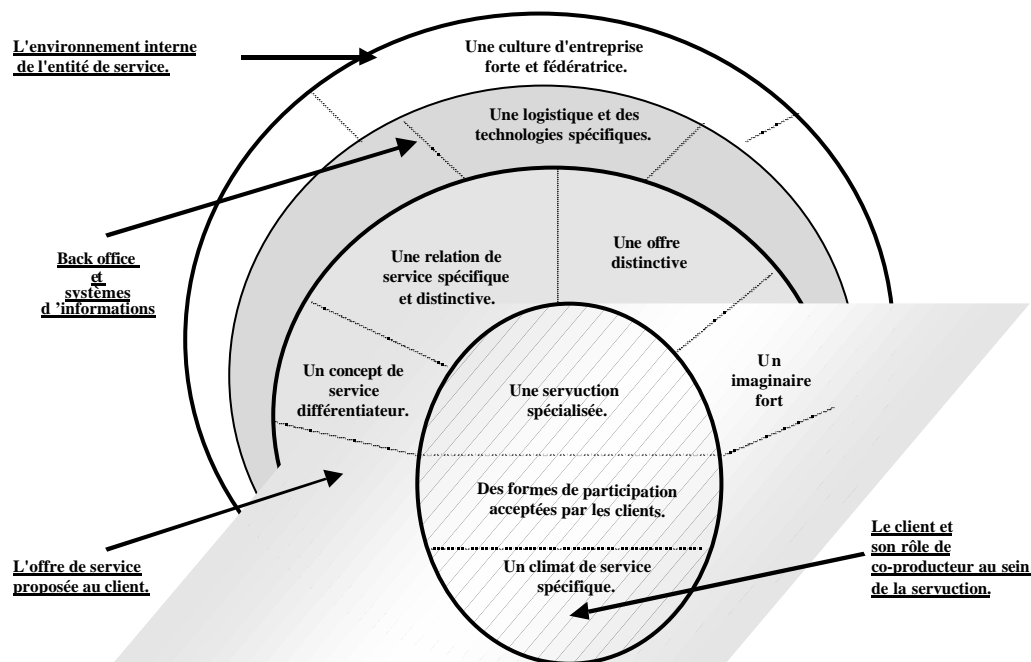 L'environnement interne
de l'entité de service.
Une culture d'entreprise
forte et fédératrice.
Une logistique et des
technologies spécifiques.
Back office
et
systèmes
d ’informations
Une relation de
service spécifique
et distinctive.
Une offre
distinctive
Un concept de
service
différentiateur.
Une servuction
spécialisée.
Un
imaginaire
fort
Des formes de participation
acceptées par les clients.
Un climat de service
spécifique.
L'offre de service
proposée au client.
Le client et
son rôle de
co-producteur au sein
de la servuction.